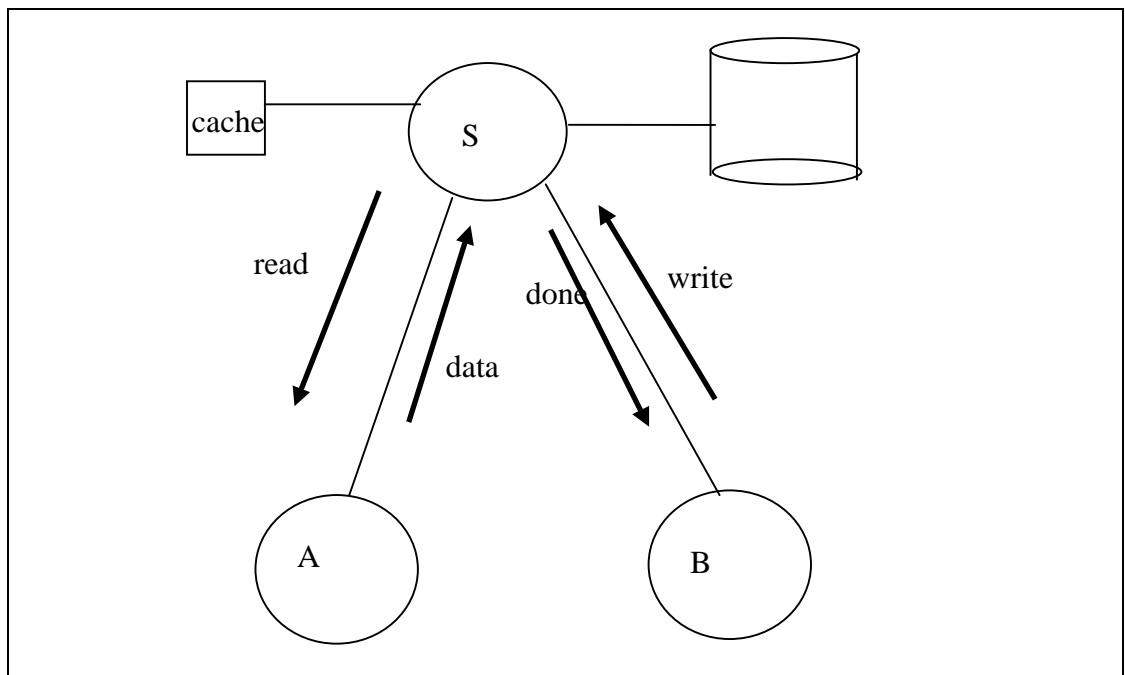 cache
S
read
write
done
data
A
B